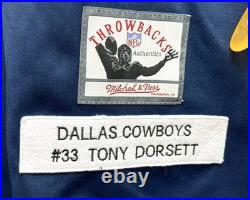 THROWBACKS
NFL
Authentics
Mitchell & Ness
DALLAS COWBOYS
#33 TONY DORSETT